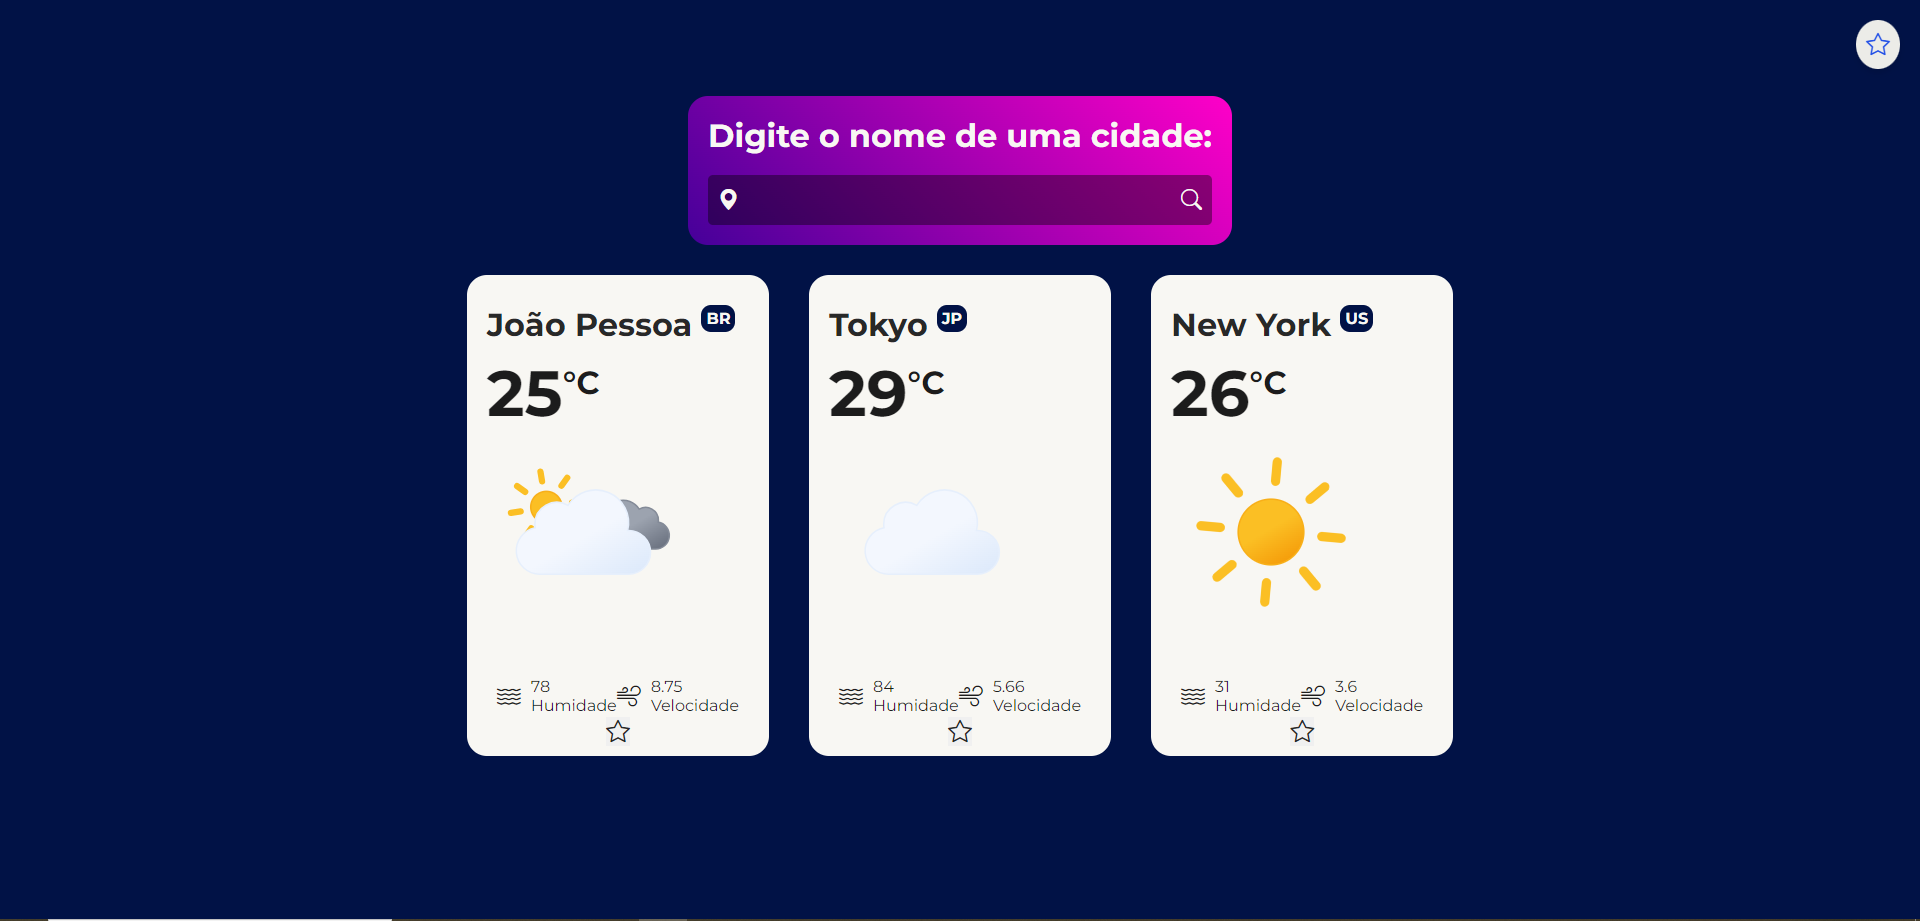 Digite o nome de uma cidade:
João Pessoa BR
25°C
78
Humidade
8.75
Velocidade
Tokyo JP
29°C
84
Humidade
5.66
Velocidade
New York US
26°C
31
Humidade
3.6
Velocidade